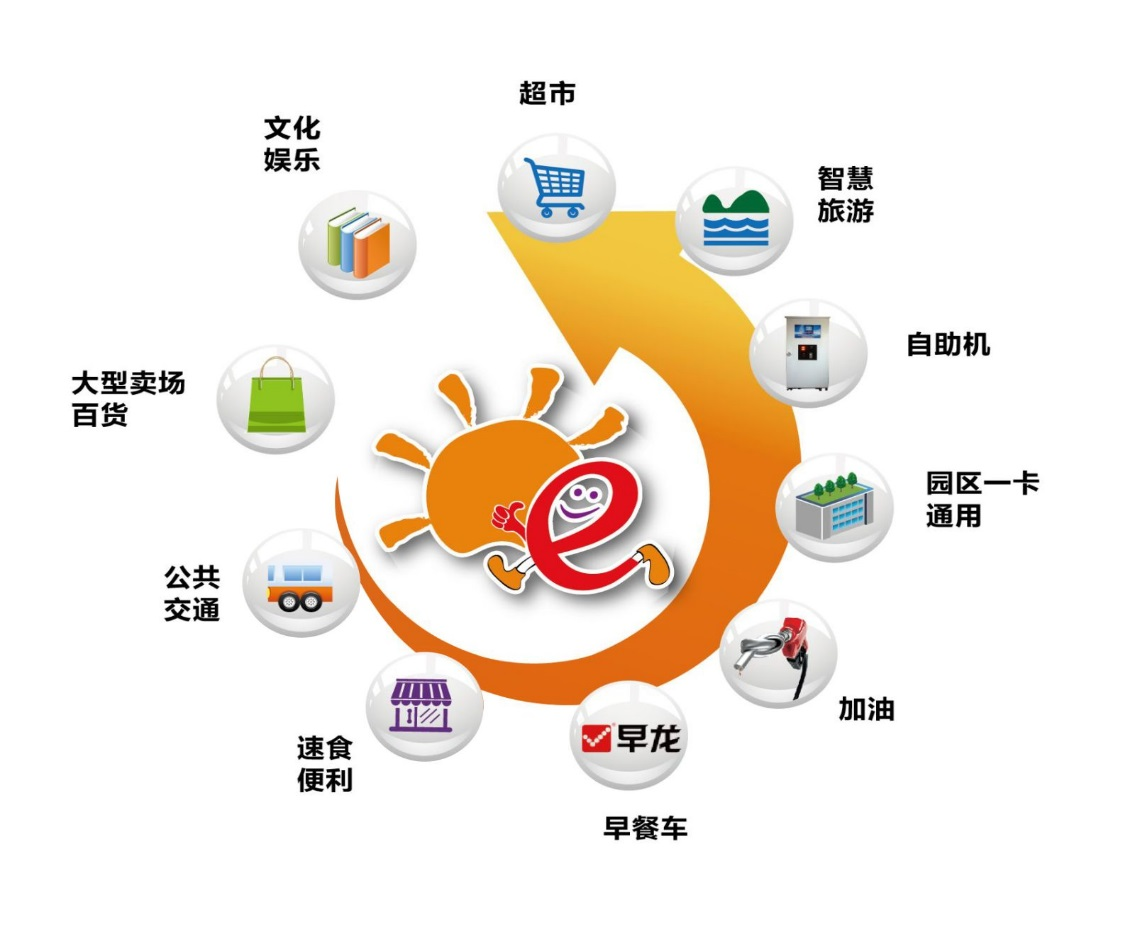 超市
文化
娱乐
智慧
旅游
自助机
大型卖场
百货
园区一卡
通用
e
公共
交通
加油
速食
便利
早龙
早餐车